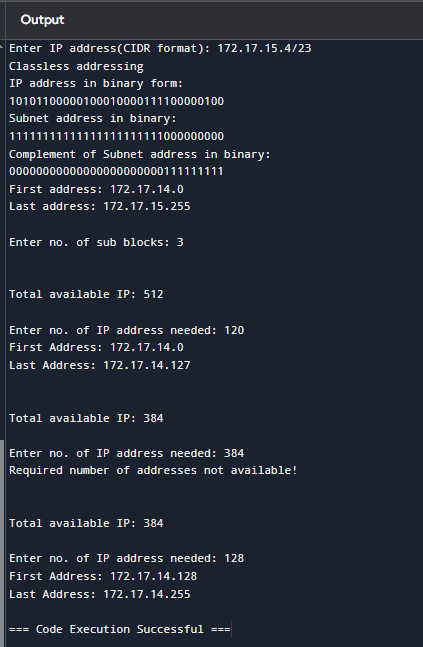 Output
Enter IP address(CIDR format): 172.17.15.4/23
Classless addressing
IP address in binary form:
10101100000100010000111100000100
Subnet address in binary:
11111111111111111111111000000000
Complement of Subnet address in binary:
00000000000000000000000111111111
First address: 172.17.14.0
Last address: 172.17.15.255
Enter no. of sub blocks: 3
Total available IP: 512
Enter no. of IP address needed: 120
First Address: 172.17.14.0
Last Address: 172.17.14.127
Total available IP: 384
Enter no. of IP address needed: 384
Required number of addresses not available!
Total available IP: 384
Enter no. of IP address needed: 128
First Address: 172.17.14.128
Last Address: 172.17.14.255
=== Code Execution Successful ===